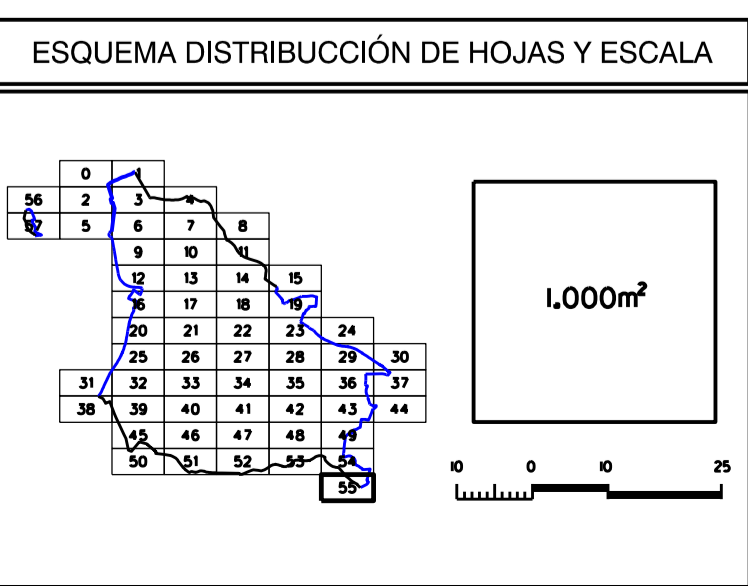 ESQUEMA DISTRIBUCCIÓN DE HOJAS Y ESCALA
0 1
56 2 3 4
57 5 6 7 8
9 10 11
12 13 14 15
16 17 18 19
20 21 22 23 24
25 26 27 28 29 30
31 32 33 34 35 36 37
38 39 40 41 42 43 44
45 46 47 48 49
50 51 52 53 54
55
1.000m²
10 0 10 25